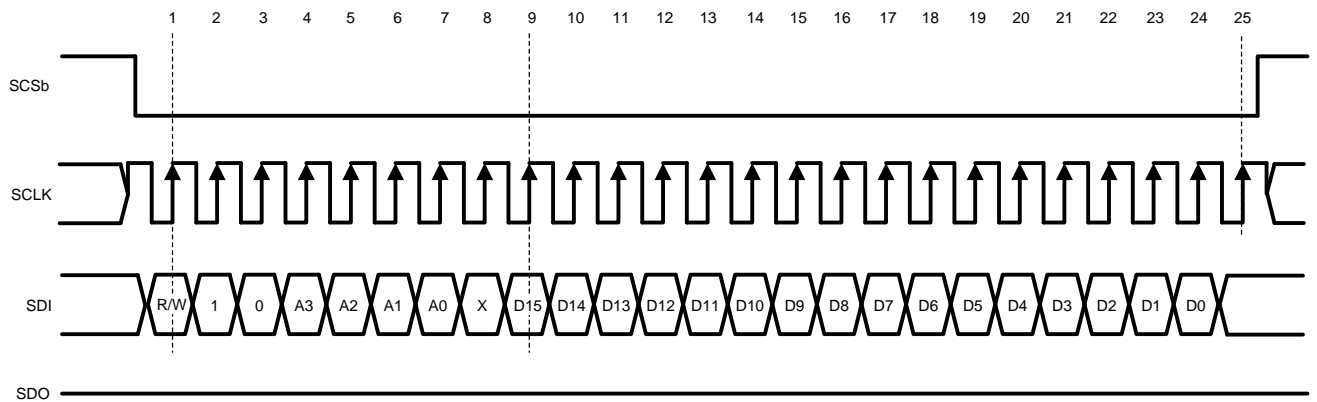 1 2 3 4 5 6 7 8 9 10 11 12 13 14 15 16 17 18 19 20 21 22 23 24 25
SCSb
SCLK
SDI R/W 1 0 A3 A2 A1 A0 X D15 D14 D13 D12 D11 D10 D9 D8 D7 D6 D5 D4 D3 D2 D1 D0
SDO